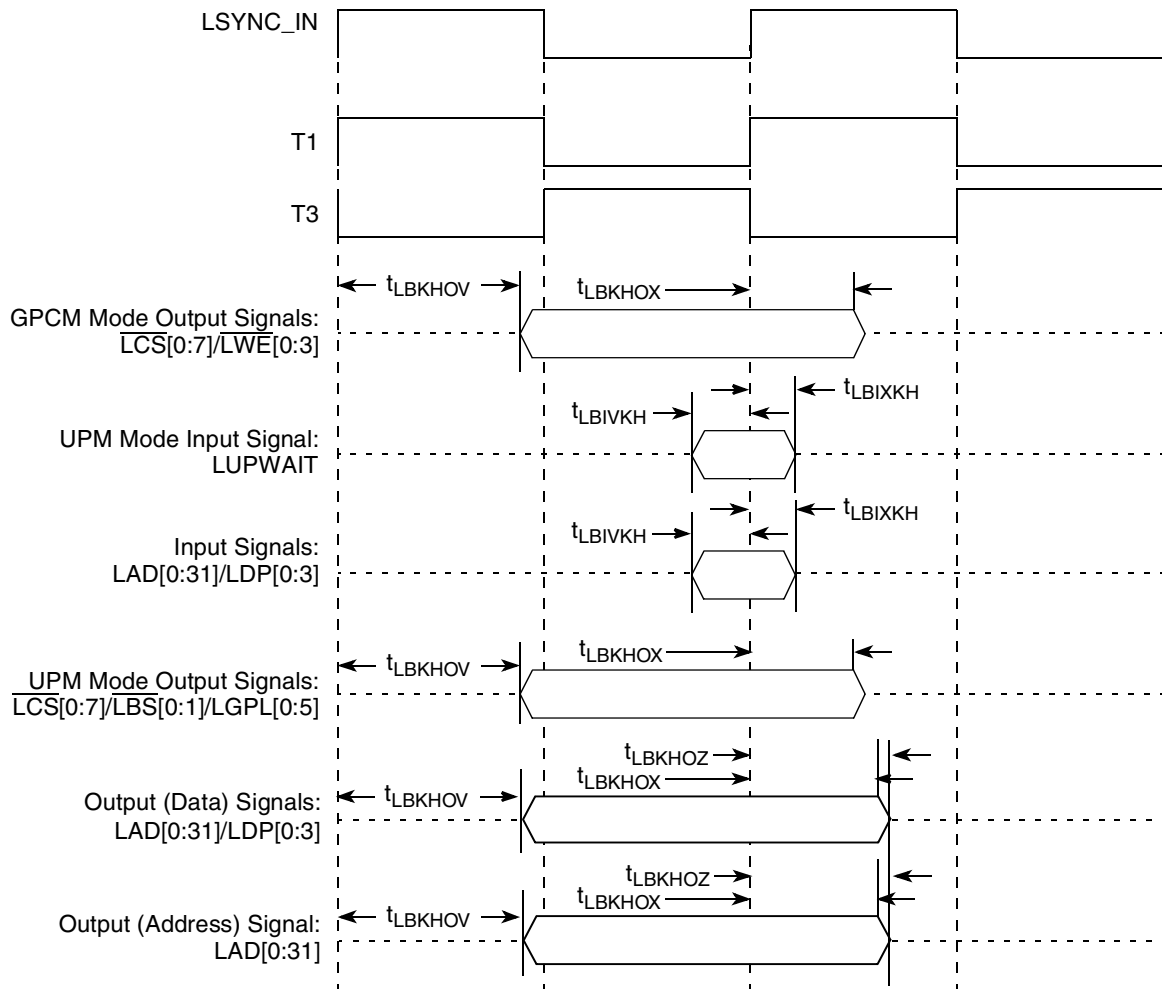 LSYNC_IN
T1
T3
tLBKHOV
tLBKHOX
GPCM Mode Output Signals:
LCS[0:7]/LWE[0:3]
tLBIXKH
tLBIVKH
UPM Mode Input Signal:
LUPWAIT
tLBIXKH
tLBIVKH
Input Signals:
LAD[0:31]/LDP[0:3]
tLBKHOX
tLBKHOV
UPM Mode Output Signals:
LCS[0:7]/LBS[0:1]/LGPL[0:5]
tLBKHOZ
tLBKHOX
tLBKHOV
Output (Data) Signals:
LAD[0:31]/LDP[0:3]
tLBKHOZ
tLBKHOX
tLBKHOV
Output (Address) Signal:
LAD[0:31]